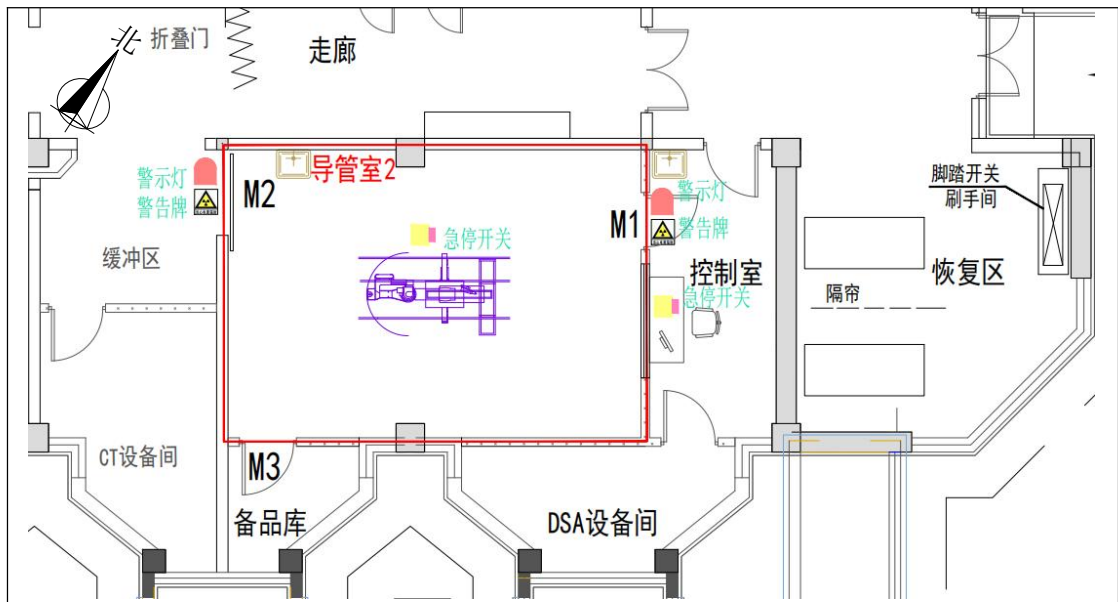 北
折叠门
走廊
警示灯
警告牌
M2
导管室2
急停开关
M1
警示灯
警告牌
控制室
急停开关
脚踏开关
刷手间
恢复区
隔帘
缓冲区
CT设备间
M3
备品库
DSA设备间